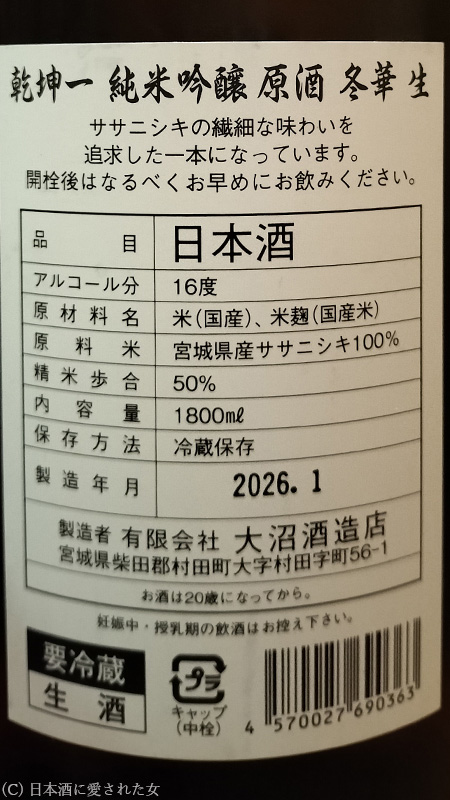 乾坤一 純米吟醸 原酒 冬華 生
ササニシキの繊細な味わいを
追求した一本になっています。
開栓後はなるべくお早めにお飲みください。
品目 日本酒
アルコール分 16度
原材料名 米(国産)、米麹(国産米)
原料米 宮城県産ササニシキ100%
精米歩合 50%
内容量 1800㎖
保存方法 冷蔵保存
製造年月 2026.1
製造者 有限会社 大沼酒造店
宮城県柴田郡村田町大字村田字町56-1
お酒は20歳になってから。
妊娠中・授乳期の飲酒はお控え下さい。
要冷蔵
生酒
プラ
キャップ
(中栓)
4 570027 690363
(C) 日本酒に愛された女